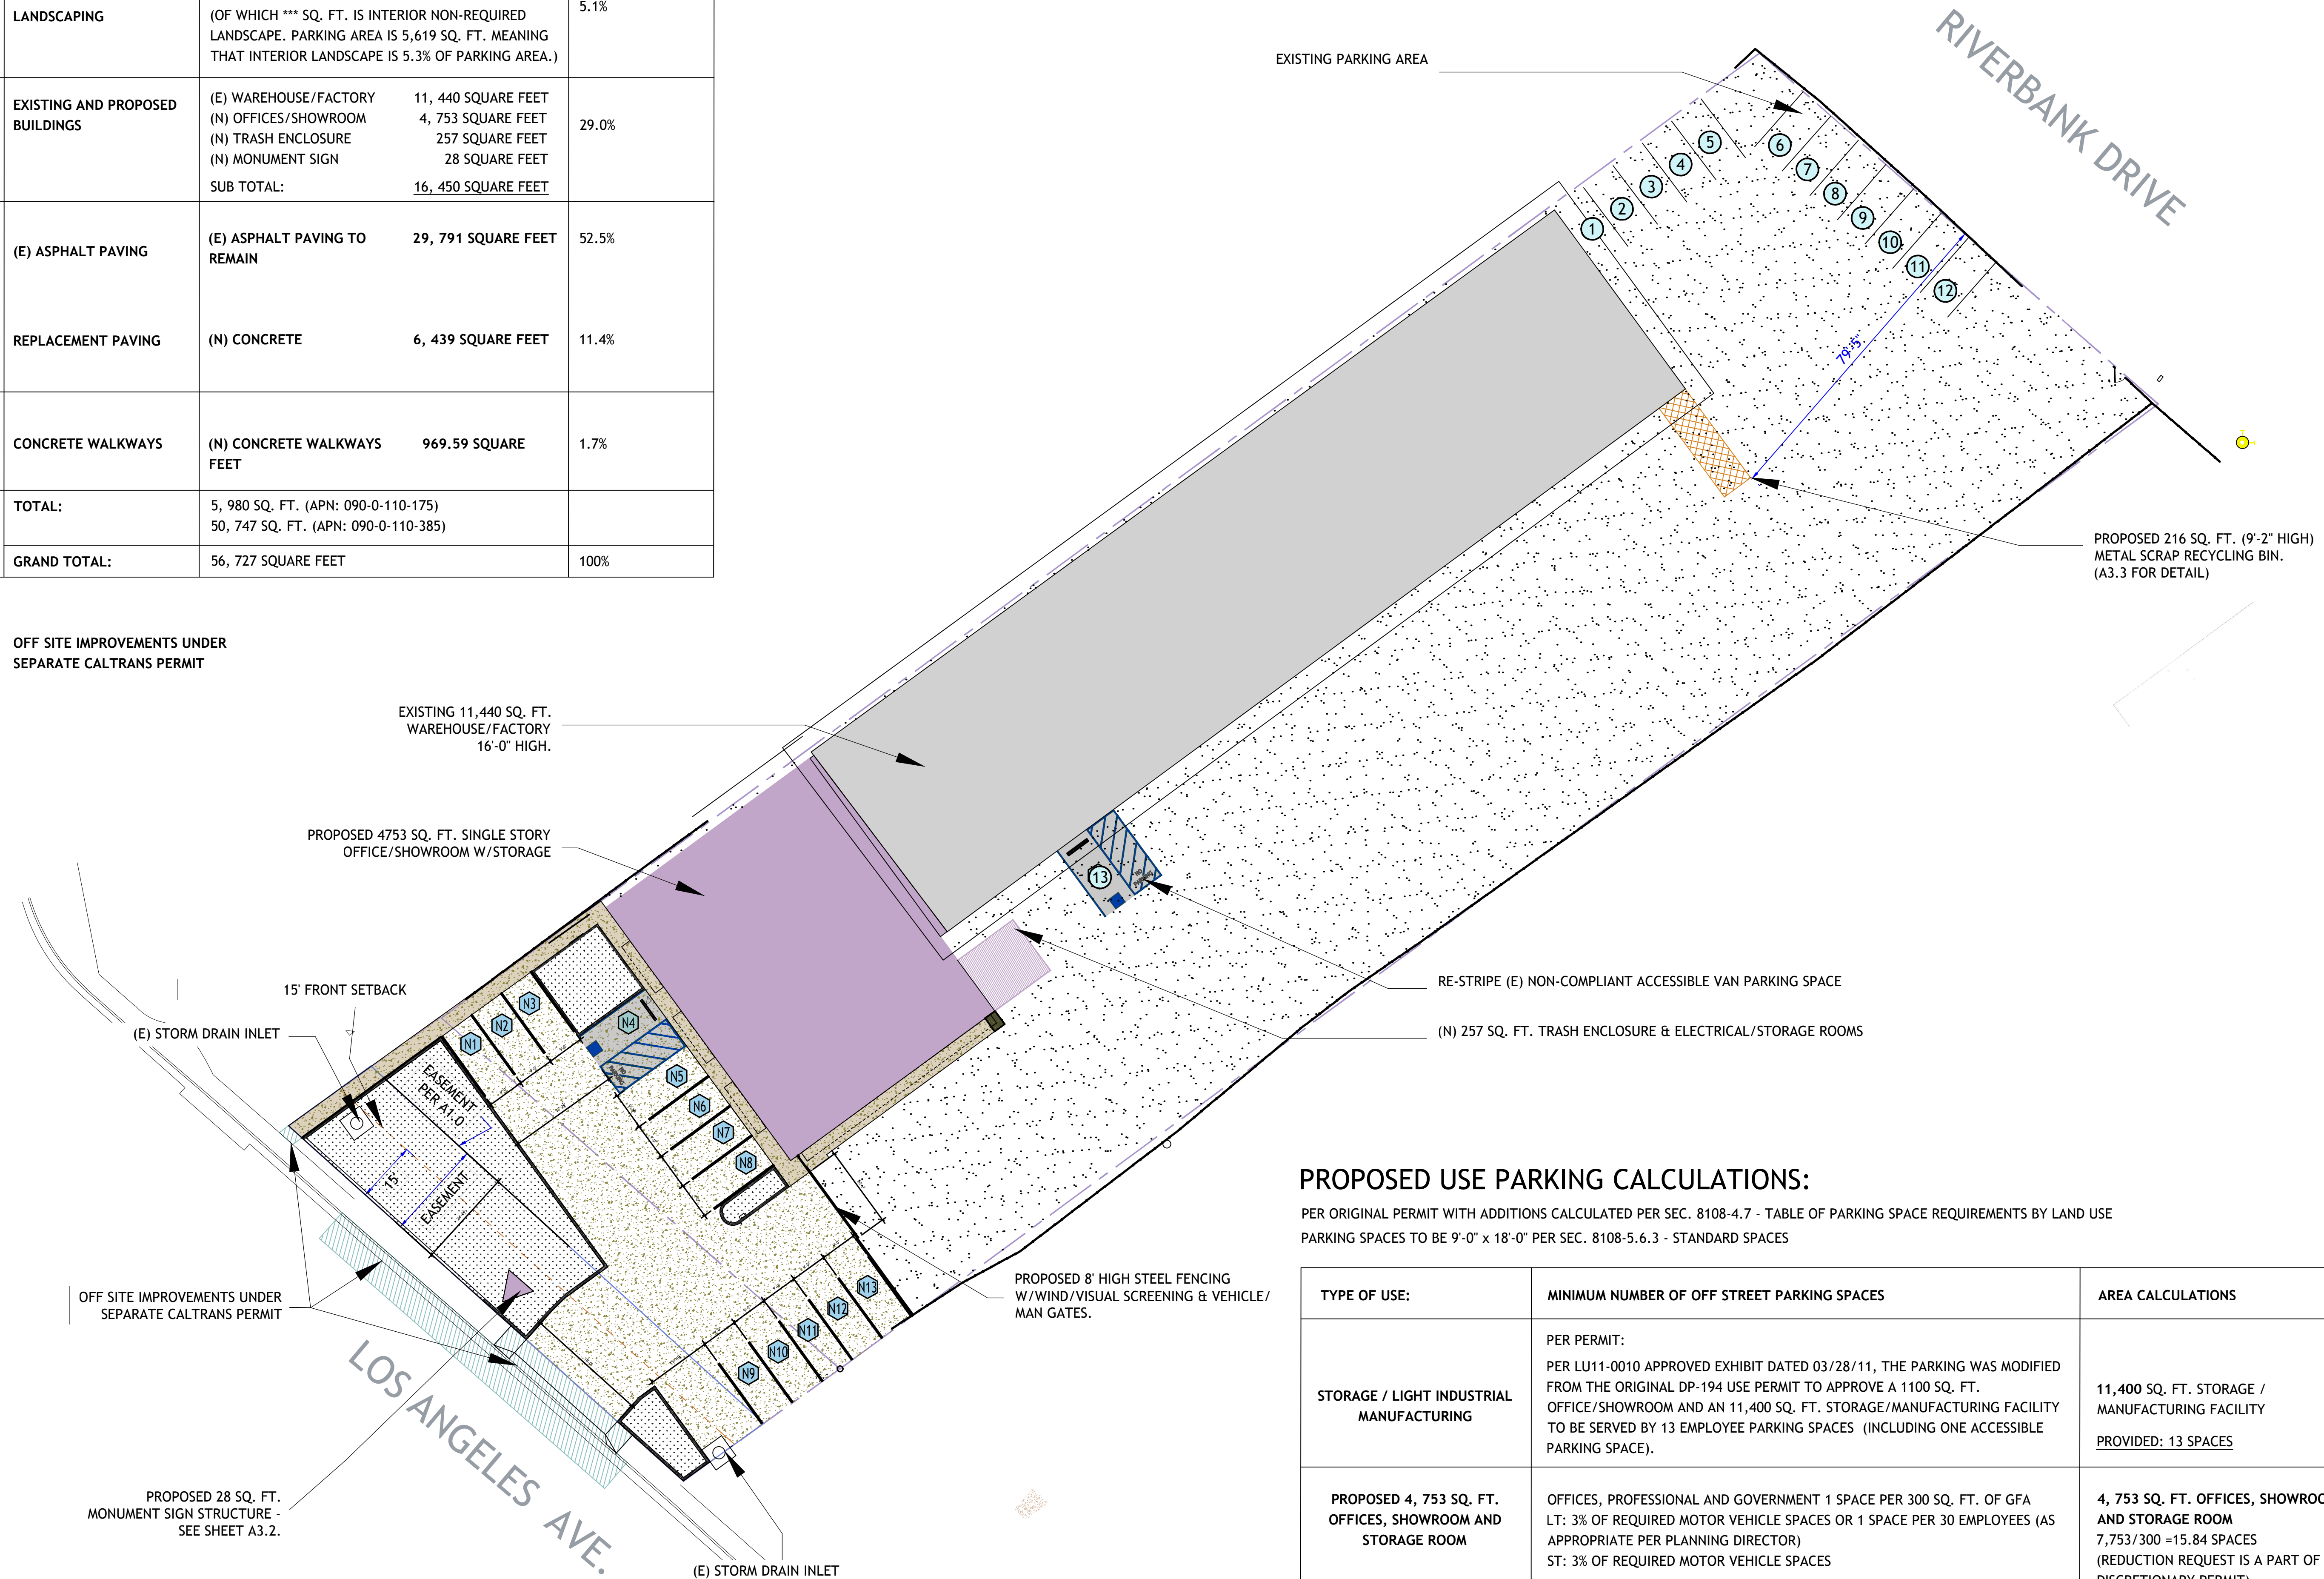 LANDSCAPING
(OF WHICH *** SQ. FT. IS INTERIOR NON-REQUIRED
LANDSCAPE. PARKING AREA IS 5,619 SQ. FT. MEANING
THAT INTERIOR LANDSCAPE IS 5.3% OF PARKING AREA.)
5.1%
EXISTING AND PROPOSED
BUILDINGS
(E) WAREHOUSE/FACTORY 11, 440 SQUARE FEET
(N) OFFICES/SHOWROOM 4, 753 SQUARE FEET
(N) TRASH ENCLOSURE 257 SQUARE FEET
(N) MONUMENT SIGN 28 SQUARE FEET
SUB TOTAL: 16, 450 SQUARE FEET
29.0%
(E) ASPHALT PAVING
(E) ASPHALT PAVING TO 29, 791 SQUARE FEET
REMAIN
52.5%
REPLACEMENT PAVING
(N) CONCRETE 6, 439 SQUARE FEET
11.4%
CONCRETE WALKWAYS
(N) CONCRETE WALKWAYS 969.59 SQUARE
FEET
1.7%
TOTAL:
5, 980 SQ. FT. (APN: 090-0-110-175)
50, 747 SQ. FT. (APN: 090-0-110-385)
GRAND TOTAL:
56, 727 SQUARE FEET
100%
OFF SITE IMPROVEMENTS UNDER
SEPARATE CALTRANS PERMIT
EXISTING PARKING AREA
RIVERBANK DRIVE
1
2
3
4
5
6
7
8
9
10
11
12
79'-5"
PROPOSED 216 SQ. FT. (9'-2" HIGH)
METAL SCRAP RECYCLING BIN.
(A3.3 FOR DETAIL)
EXISTING 11,440 SQ. FT.
WAREHOUSE/FACTORY
16'-0" HIGH.
PROPOSED 4753 SQ. FT. SINGLE STORY
OFFICE/SHOWROOM W/STORAGE
13
NO
PARKING
RE-STRIPE (E) NON-COMPLIANT ACCESSIBLE VAN PARKING SPACE
(N) 257 SQ. FT. TRASH ENCLOSURE & ELECTRICAL/STORAGE ROOMS
15' FRONT SETBACK
(E) STORM DRAIN INLET
N1
N2
N3
N4
NO
PARKING
N5
N6
N7
N8
N9
N10
N11
N12
N13
EASEMENT
PER A1.0
15'
EASEMENT
PROPOSED 8' HIGH STEEL FENCING
W/WIND/VISUAL SCREENING & VEHICLE/
MAN GATES.
OFF SITE IMPROVEMENTS UNDER
SEPARATE CALTRANS PERMIT
LOS ANGELES AVE.
PROPOSED 28 SQ. FT.
MONUMENT SIGN STRUCTURE -
SEE SHEET A3.2.
(E) STORM DRAIN INLET
PROPOSED USE PARKING CALCULATIONS:
PER ORIGINAL PERMIT WITH ADDITIONS CALCULATED PER SEC. 8108-4.7 - TABLE OF PARKING SPACE REQUIREMENTS BY LAND USE
PARKING SPACES TO BE 9'-0" x 18'-0" PER SEC. 8108-5.6.3 - STANDARD SPACES
TYPE OF USE:
MINIMUM NUMBER OF OFF STREET PARKING SPACES
AREA CALCULATIONS
STORAGE / LIGHT INDUSTRIAL
MANUFACTURING
PER PERMIT:
PER LU11-0010 APPROVED EXHIBIT DATED 03/28/11, THE PARKING WAS MODIFIED
FROM THE ORIGINAL DP-194 USE PERMIT TO APPROVE A 1100 SQ. FT.
OFFICE/SHOWROOM AND AN 11,400 SQ. FT. STORAGE/MANUFACTURING FACILITY
TO BE SERVED BY 13 EMPLOYEE PARKING SPACES (INCLUDING ONE ACCESSIBLE
PARKING SPACE).
11,400 SQ. FT. STORAGE /
MANUFACTURING FACILITY
PROVIDED: 13 SPACES
PROPOSED 4, 753 SQ. FT.
OFFICES, SHOWROOM AND
STORAGE ROOM
OFFICES, PROFESSIONAL AND GOVERNMENT 1 SPACE PER 300 SQ. FT. OF GFA
LT: 3% OF REQUIRED MOTOR VEHICLE SPACES OR 1 SPACE PER 30 EMPLOYEES (AS
APPROPRIATE PER PLANNING DIRECTOR)
ST: 3% OF REQUIRED MOTOR VEHICLE SPACES
4, 753 SQ. FT. OFFICES, SHOWROO
AND STORAGE ROOM
7,753/300 =15.84 SPACES
(REDUCTION REQUEST IS A PART OF
DISCRETIONARY PERMIT)